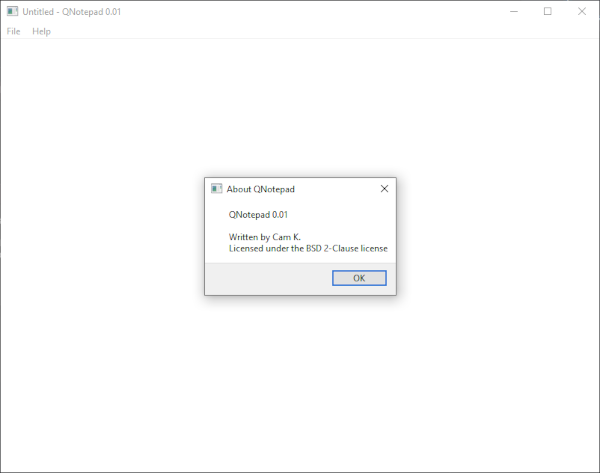 Untitled - QNotepad 0.01
File Help
About QNotepad
QNotepad 0.01
Written by Cam K.
Licensed under the BSD 2-Clause license
OK